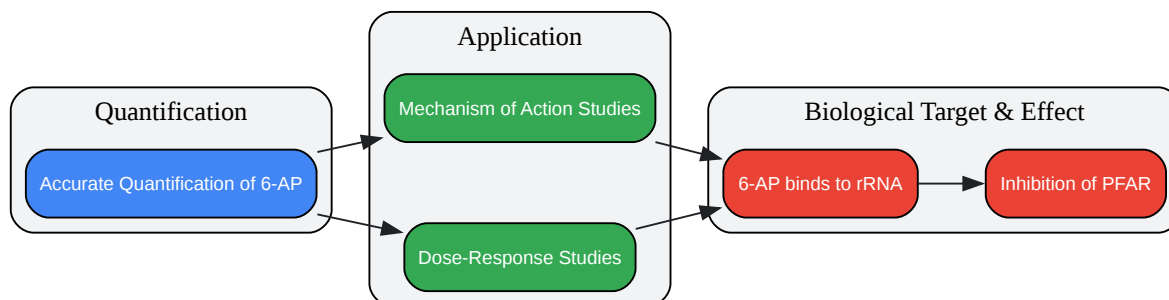 Quantification
Accurate Quantification of 6-AP
Application
Mechanism of Action Studies
Dose-Response Studies
Biological Target & Effect
6-AP binds to rRNA
Inhibition of PFAR